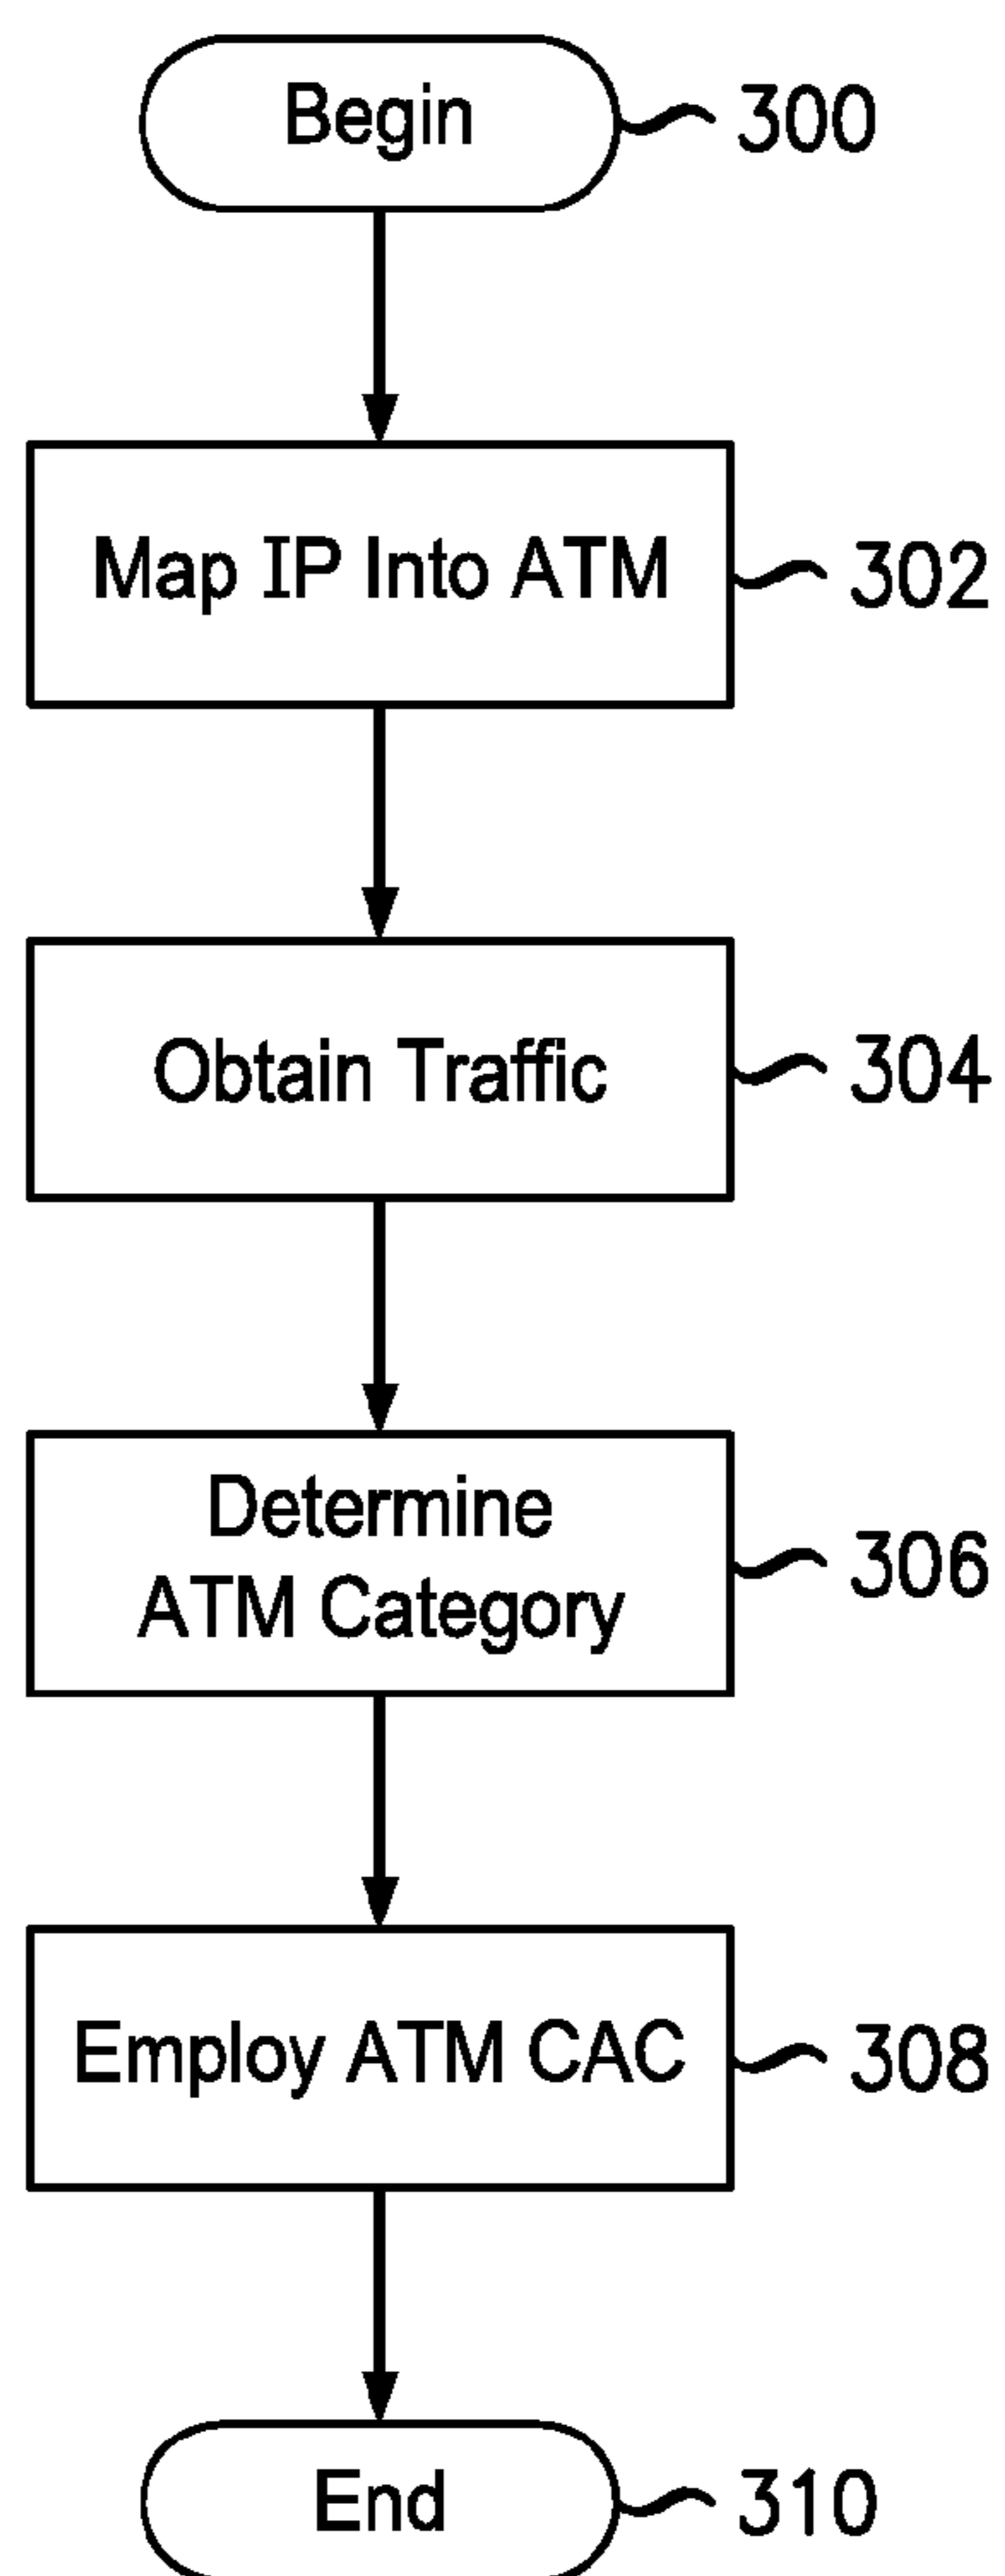 Begin 300
Map IP Into ATM 302
Obtain Traffic 304
Determine
ATM Category 306
Employ ATM CAC 308
End 310